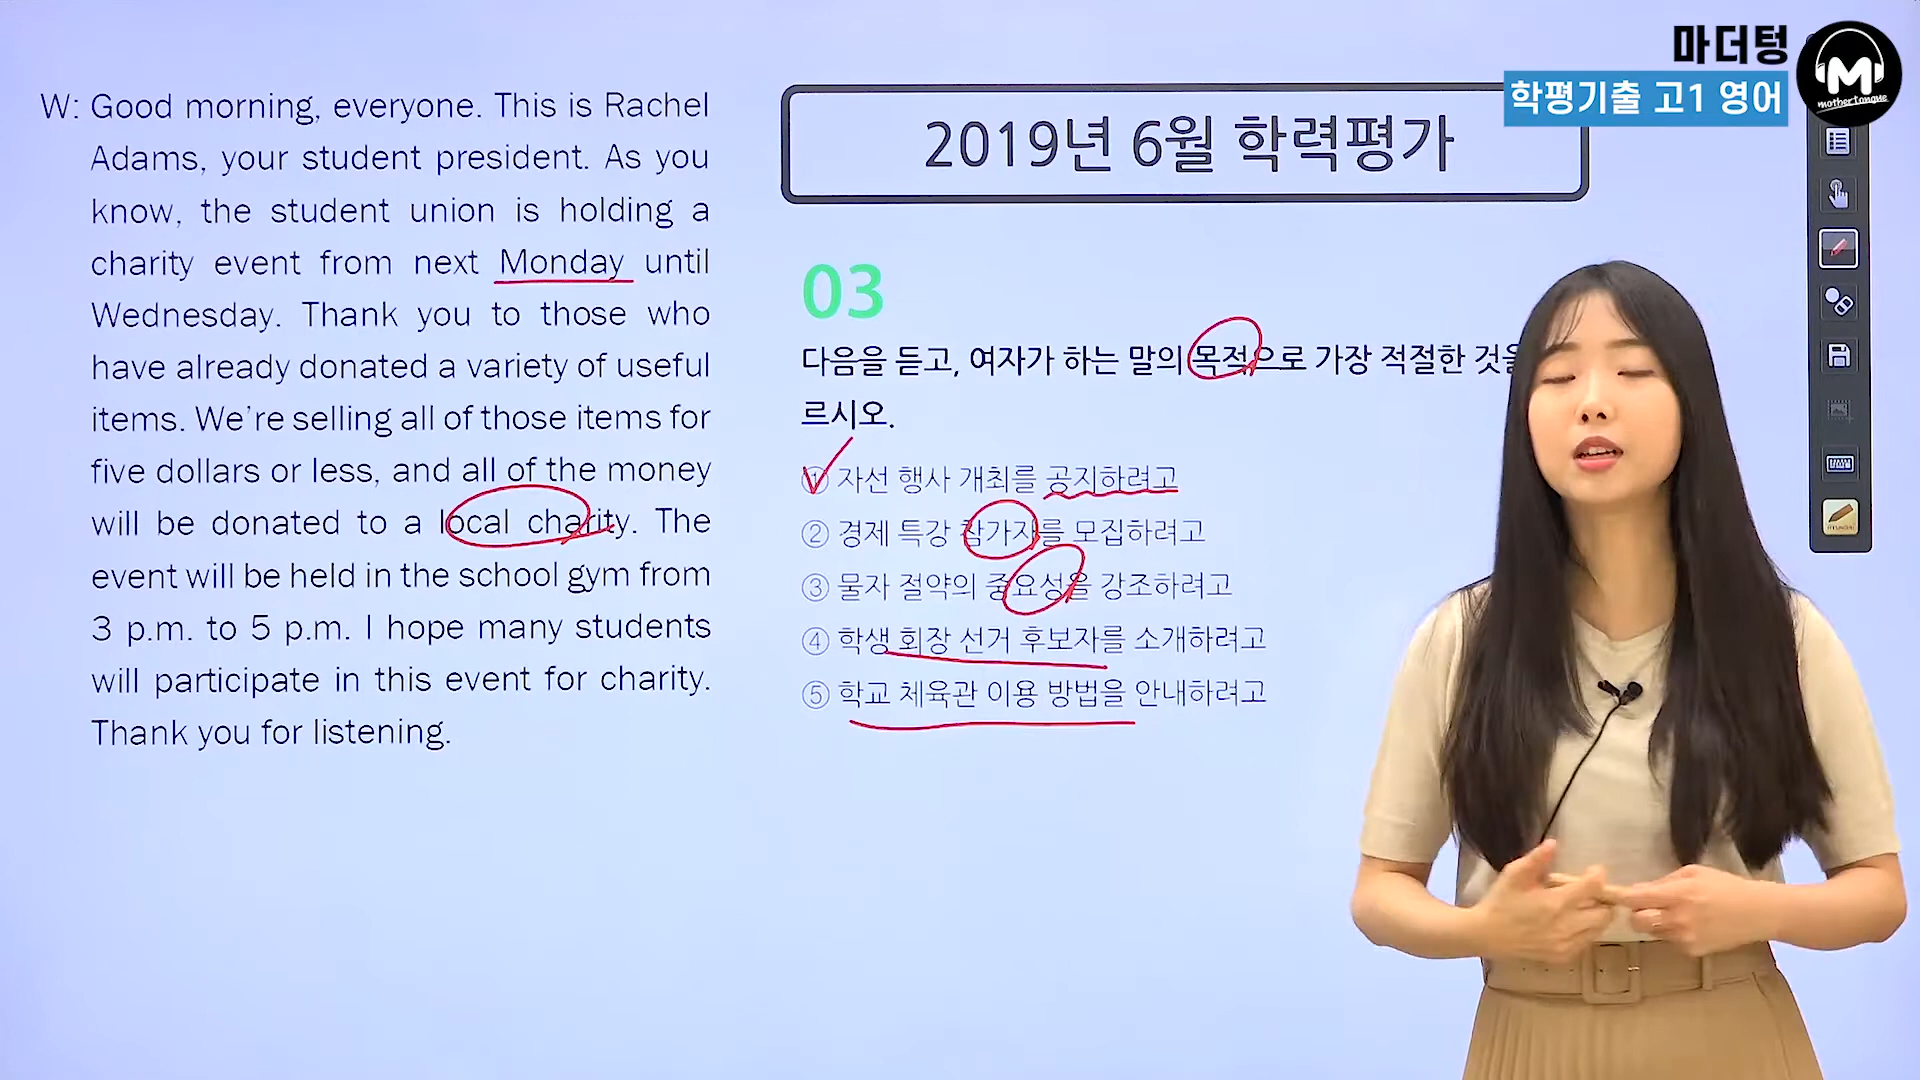 마더텅
학평기출 고1 영어
mothertongue
W: Good morning, everyone. This is Rachel
Adams, your student president. As you
know, the student union is holding a
charity event from next Monday until
Wednesday. Thank you to those who
have already donated a variety of useful
items. We're selling all of those items for
five dollars or less, and all of the money
will be donated to a local charity. The
event will be held in the school gym from
3 p.m. to 5 p.m. I hope many students
will participate in this event for charity.
Thank you for listening.
2019년 6월 학력평가
03
다음을 듣고, 여자가 하는 말의 목적으로 가장 적절한 것을
르시오.
① 자선 행사 개최를 공지하려고
② 경제 특강 참가자를 모집하려고
③ 물자 절약의 중요성을 강조하려고
④ 학생 회장 선거 후보자를 소개하려고
⑤ 학교 체육관 이용 방법을 안내하려고